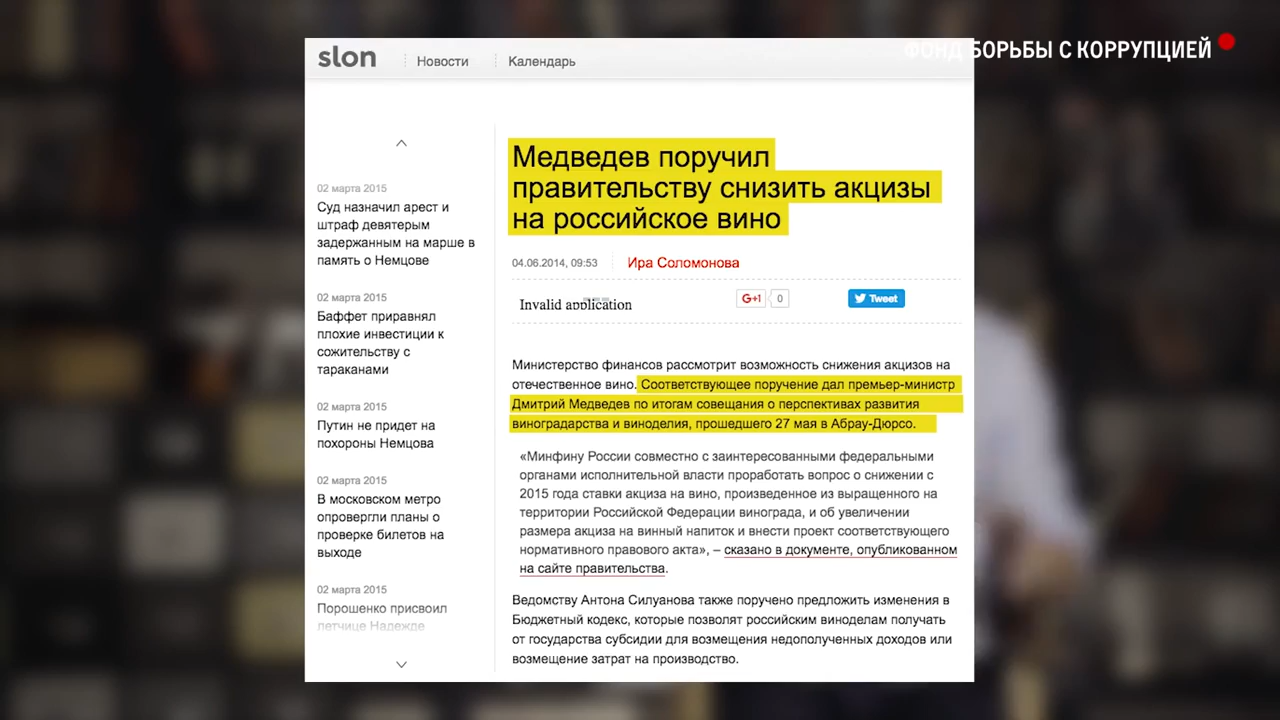 ФОНД БОРЬБЫ С КОРРУПЦИЕЙ
slon
Новости
Календарь
02 марта 2015
Суд назначил арест и
штраф девятерым
задержанным на марше в
память о Немцове
02 марта 2015
Баффет приравнял
плохие инвестиции к
сожительству с
тараканами
02 марта 2015
Путин не придет на
похороны Немцова
02 марта 2015
В московском метро
опровергли планы о
проверке билетов на
выходе
02 марта 2015
Порошенко присвоил
летчице Надежде
Медведев поручил
правительству снизить акцизы
на российское вино
04.06.2014, 09:53 Ира Соломонова
Invalid application
G+1 0 Tweet
Министерство финансов рассмотрит возможность снижения акцизов на
отечественное вино. Соответствующее поручение дал премьер-министр
Дмитрий Медведев по итогам совещания о перспективах развития
виноградарства и виноделия, прошедшего 27 мая в Абрау-Дюрсо.
«Минфину России совместно с заинтересованными федеральными
органами исполнительной власти проработать вопрос о снижении с
2015 года ставки акциза на вино, произведенное из выращенного на
территории Российской Федерации винограда, и об увеличении
размера акциза на винный напиток и внести проект соответствующего
нормативного правового акта», – сказано в документе, опубликованном
на сайте правительства.
Ведомству Антона Силуанова также поручено предложить изменения в
Бюджетный кодекс, которые позволят российским виноделам получать
от государства субсидии для возмещения недополученных доходов или
возмещение затрат на производство.